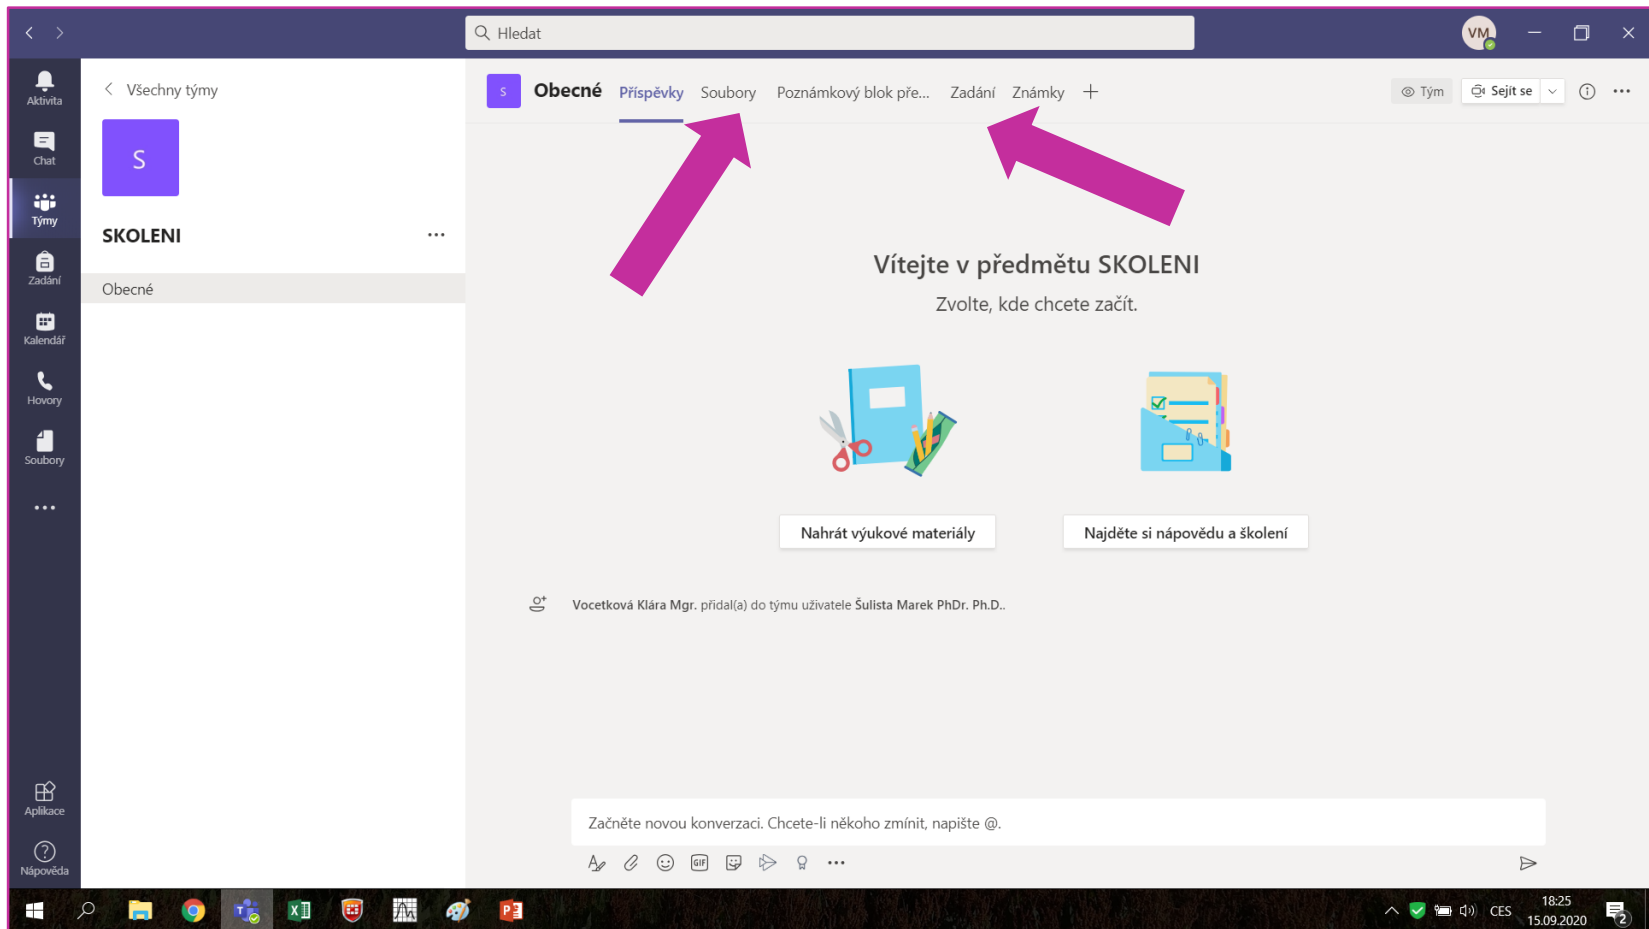 Hledat
VM
Aktivita
Chat
Týmy
Zadání
Kalendář
Hovory
Soubory
Aplikace
Nápověda
Všechny týmy
S
SKOLENI
Obecné
S
Obecné Příspěvky Soubory Poznámkový blok pře... Zadání Známky
Tým Sejít se
Vítejte v předmětu SKOLENI
Zvolte, kde chcete začít.
Nahrát výukové materiály
Najděte si nápovědu a školení
Vocetková Klára Mgr. přidal(a) do týmu uživatele Šulista Marek PhDr. Ph.D..
Začněte novou konverzaci. Chcete-li někoho zmínit, napište @.
GIF
CES
18:25
15.09.2020
2